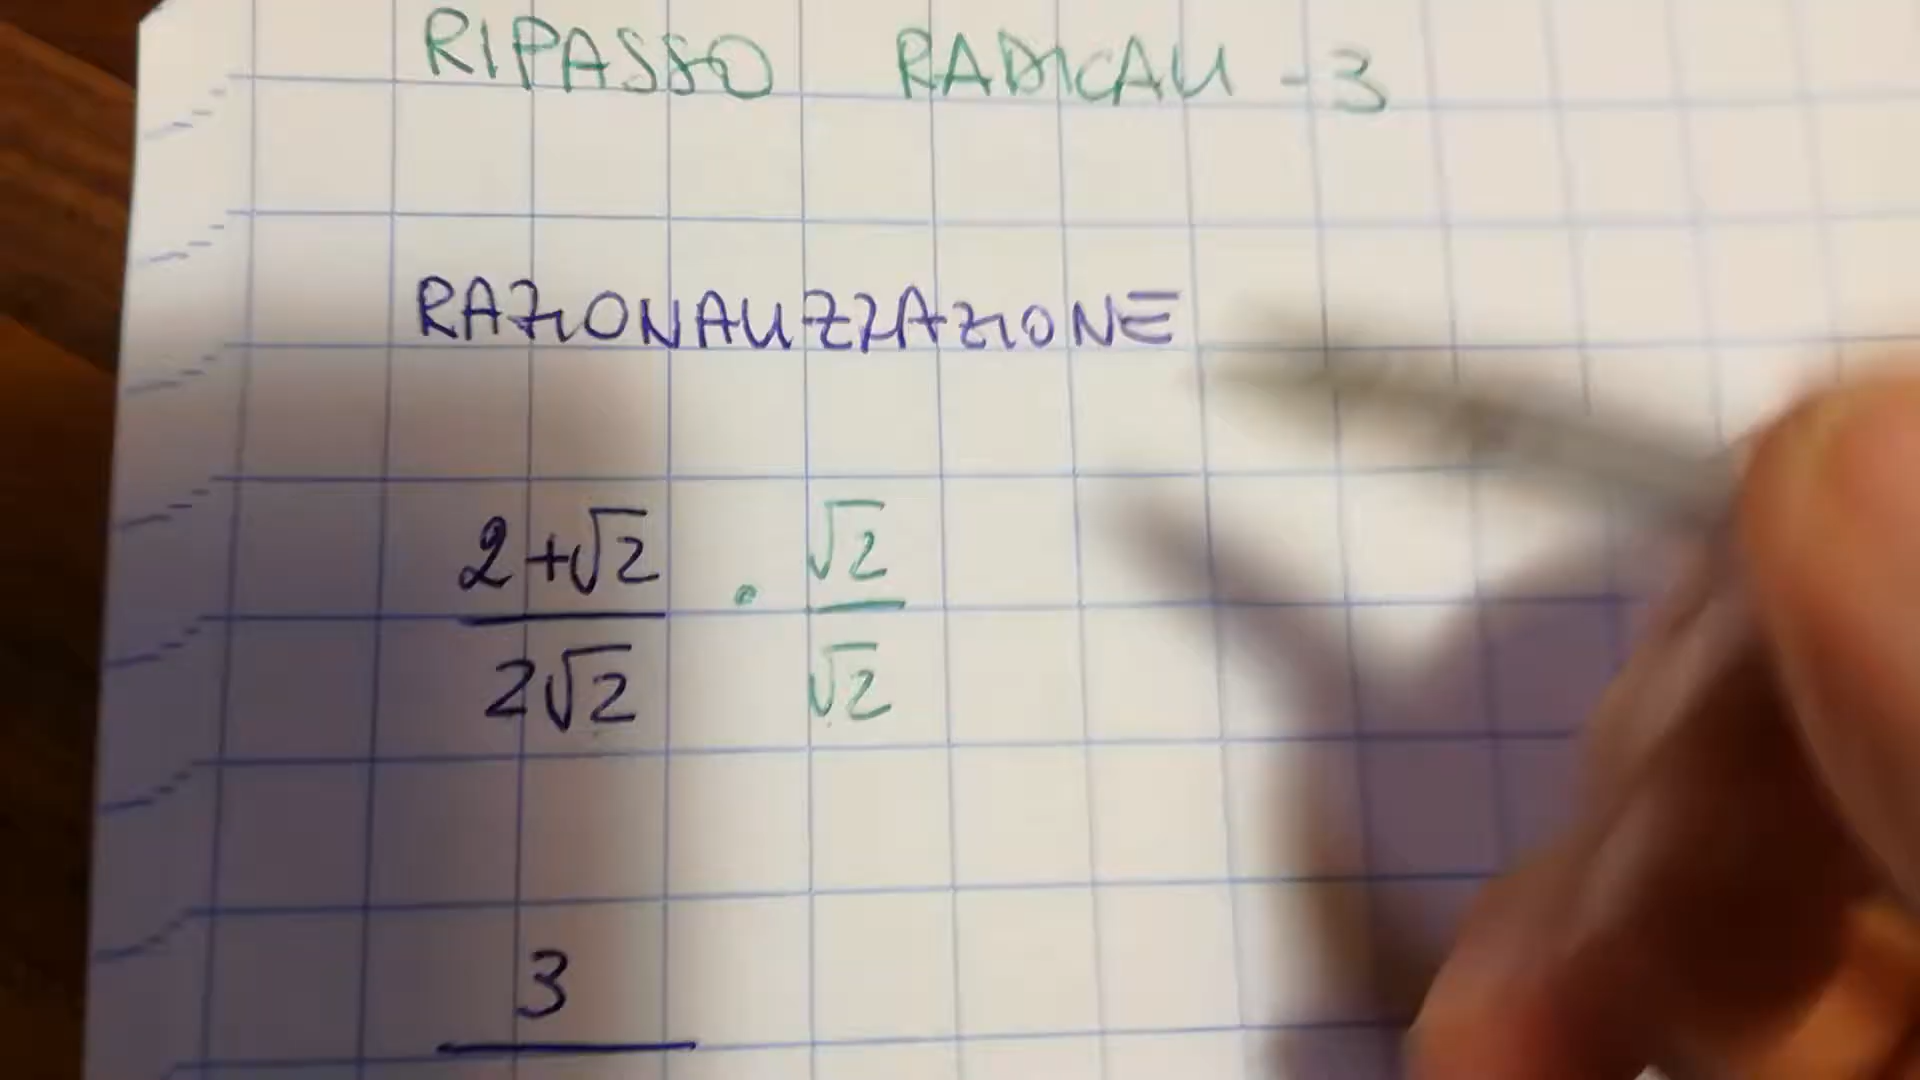 RIPASSO RADICALI - 3
RAZIONALIZZAZIONE
2+√2 · √2
2√2 √2
3